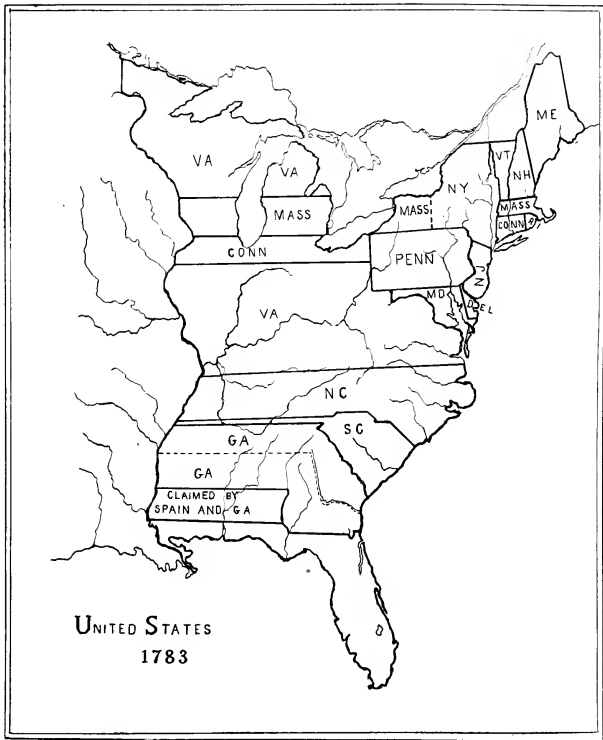 ME
VA
VA
VT
NH
NY
MASS
MASS
MASS
CONN
RI
CONN
PENN
NJ
MD
DEL
VA
NC
SC
GA
GA
CLAIMED BY
SPAIN AND GA
UNITED STATES
1783